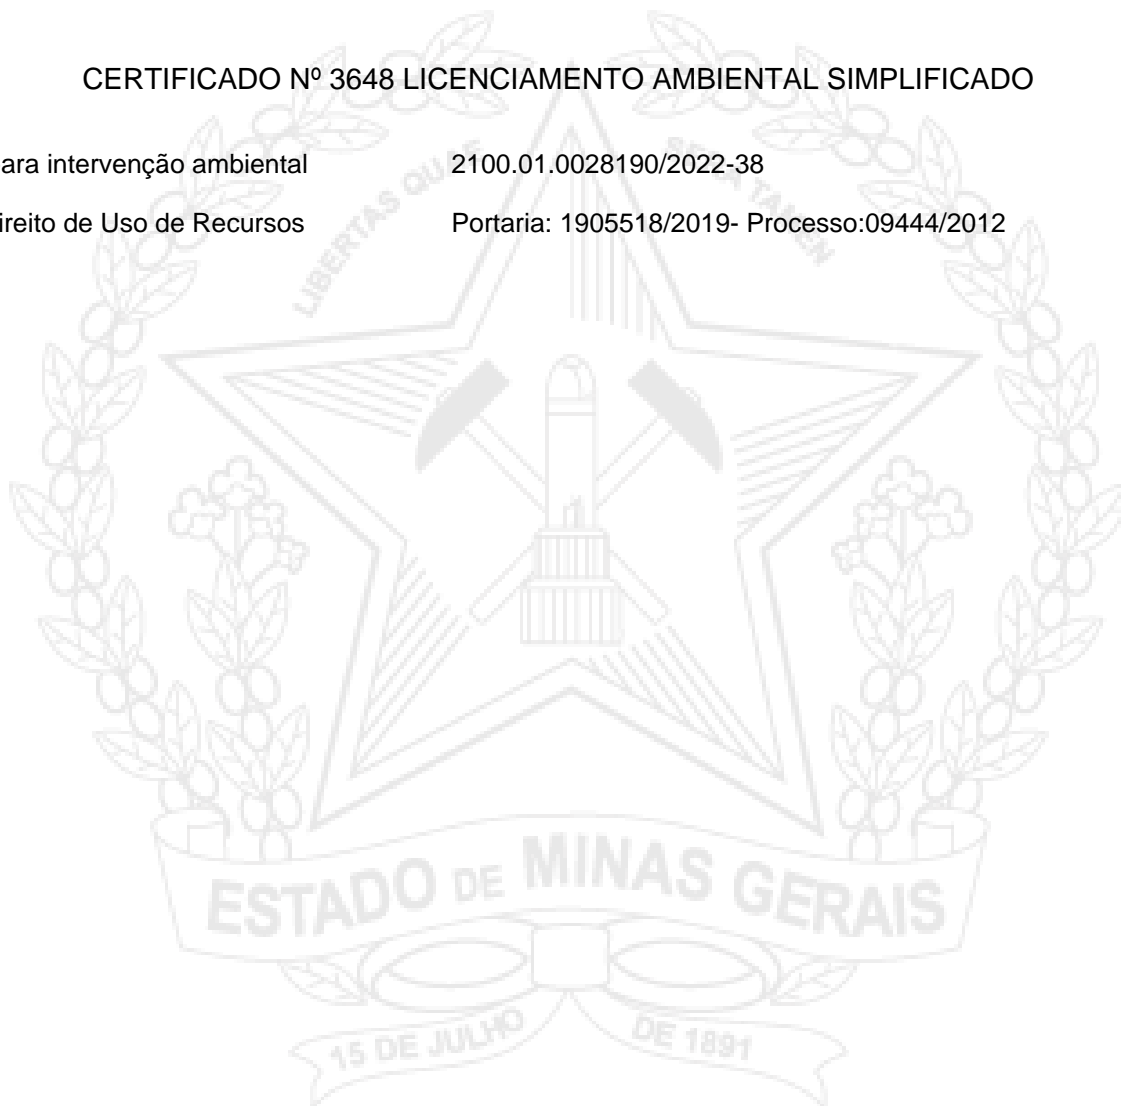 CERTIFICADO Nº 3648 LICENCIAMENTO AMBIENTAL SIMPLIFICADO
ara intervenção ambiental 2100.01.0028190/2022-38
ireito de Uso de Recursos Portaria: 1905518/2019- Processo:09444/2012
LIBERTAS QUAE SERA TAMEN
ESTADO DE MINAS GERAIS
15 DE JULHO DE 1891